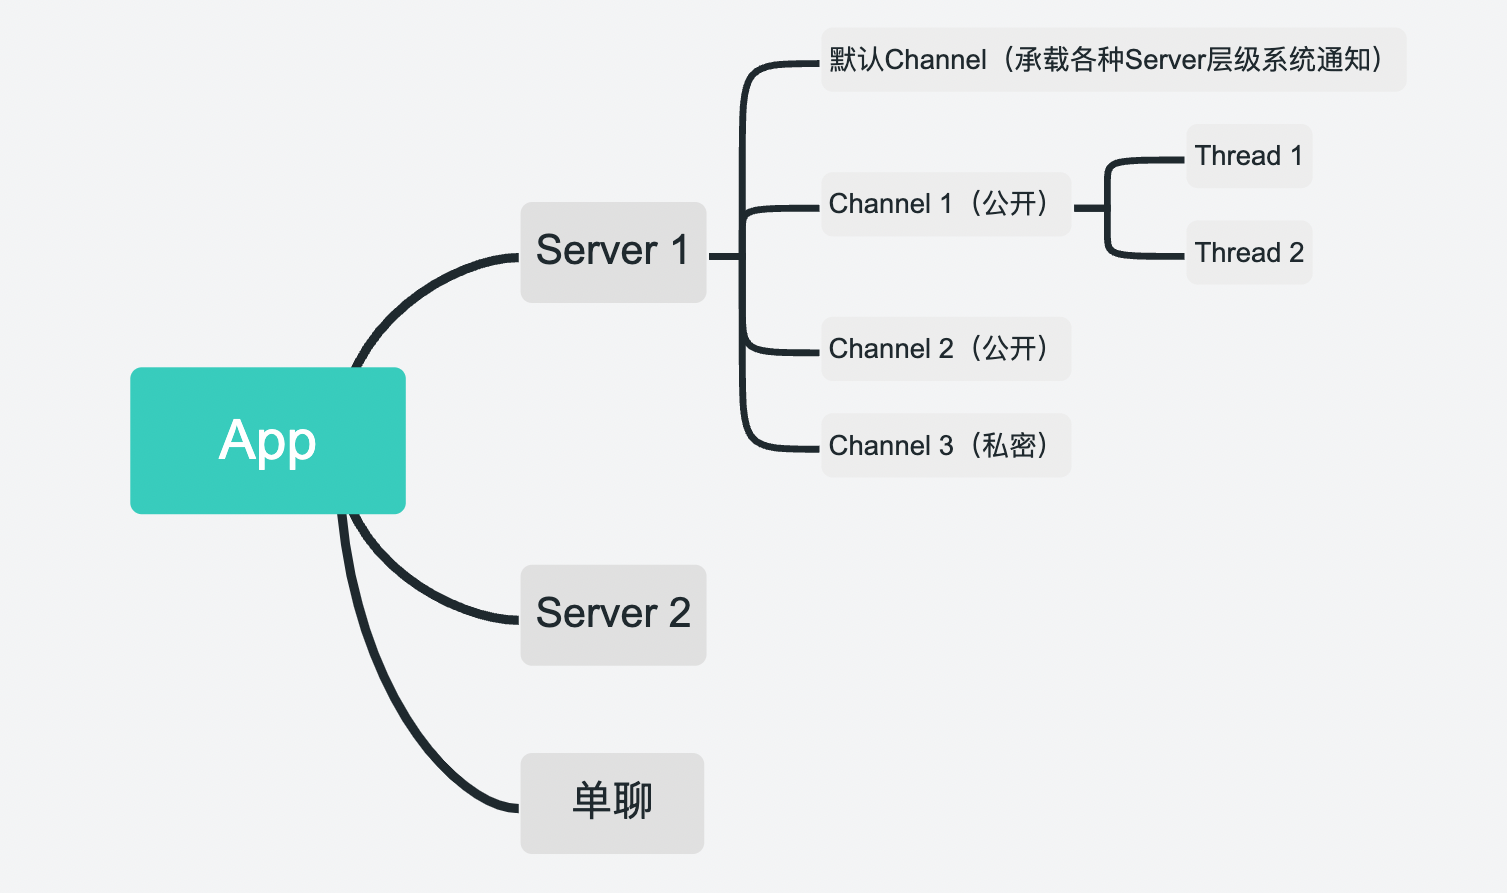 App
Server 1
默认Channel（承载各种Server层级系统通知）
Channel 1（公开）
Thread 1
Thread 2
Channel 2（公开）
Channel 3（私密）
Server 2
单聊